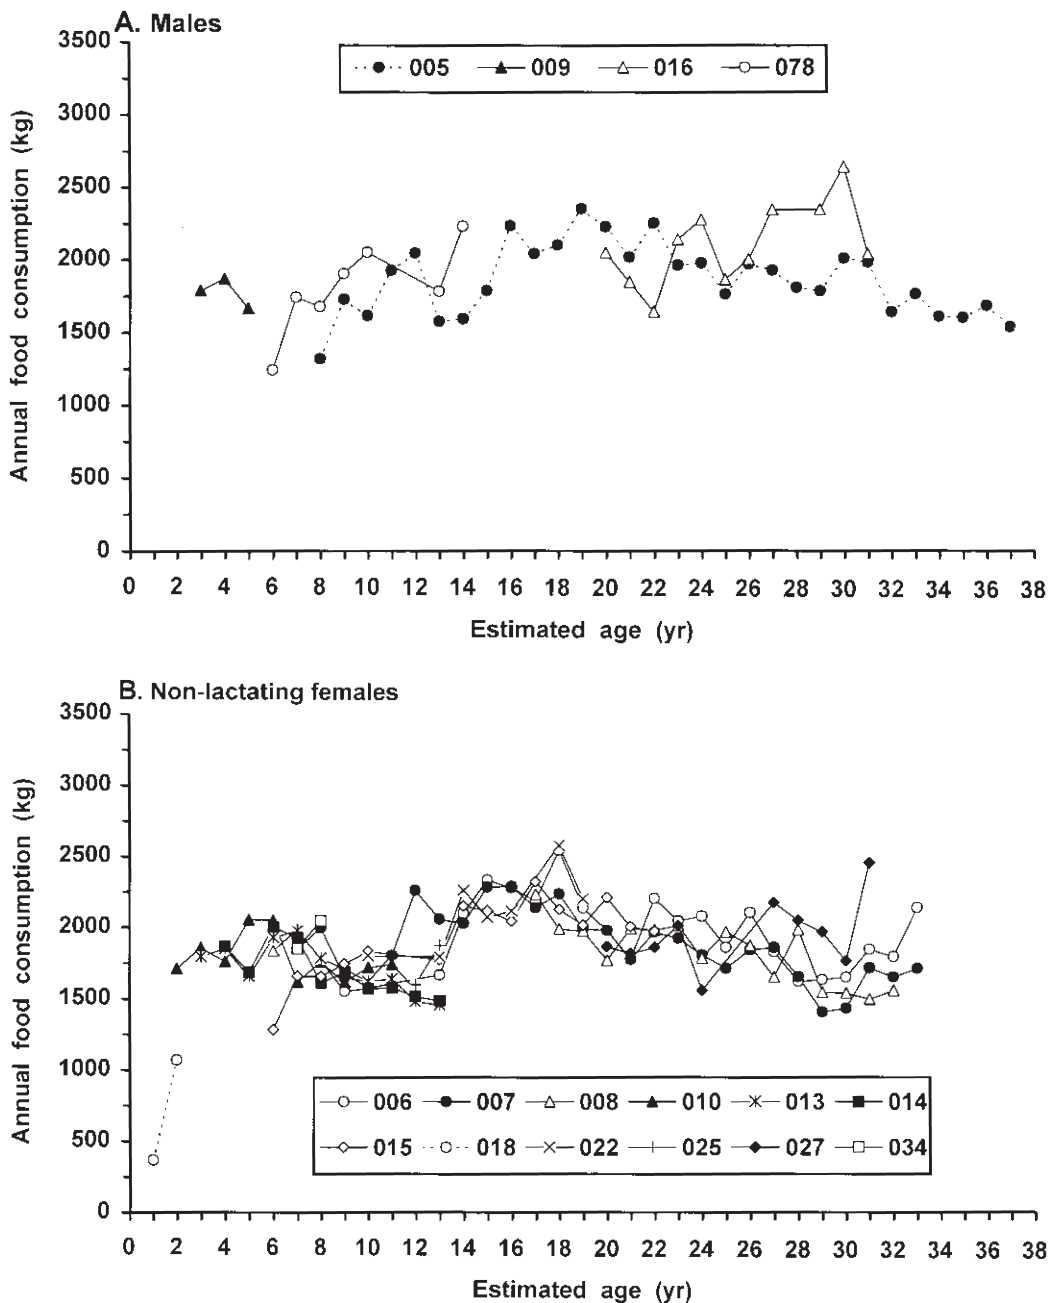 A. Males
3500
005 009 016 078
3000
2500
2000
1500
1000
500
0
Annual food consumption (kg)
0 2 4 6 8 10 12 14 16 18 20 22 24 26 28 30 32 34 36 38
Estimated age (yr)
B. Non-lactating females
3500
3000
2500
2000
1500
1000
500
0
Annual food consumption (kg)
006 007 008 010 013 014
015 018 022 025 027 034
0 2 4 6 8 10 12 14 16 18 20 22 24 26 28 30 32 34 36 38
Estimated age (yr)